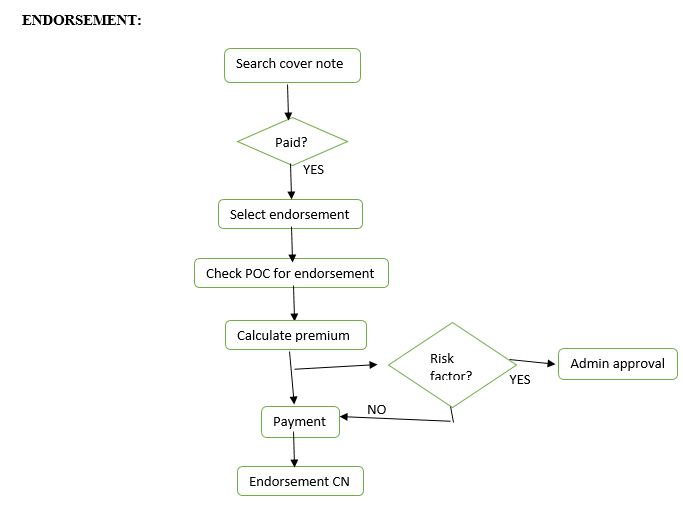 ENDORSEMENT:
Search cover note
Paid?
YES
Select endorsement
Check POC for endorsement
Calculate premium
Risk
factor?
YES
Admin approval
NO
Payment
Endorsement CN